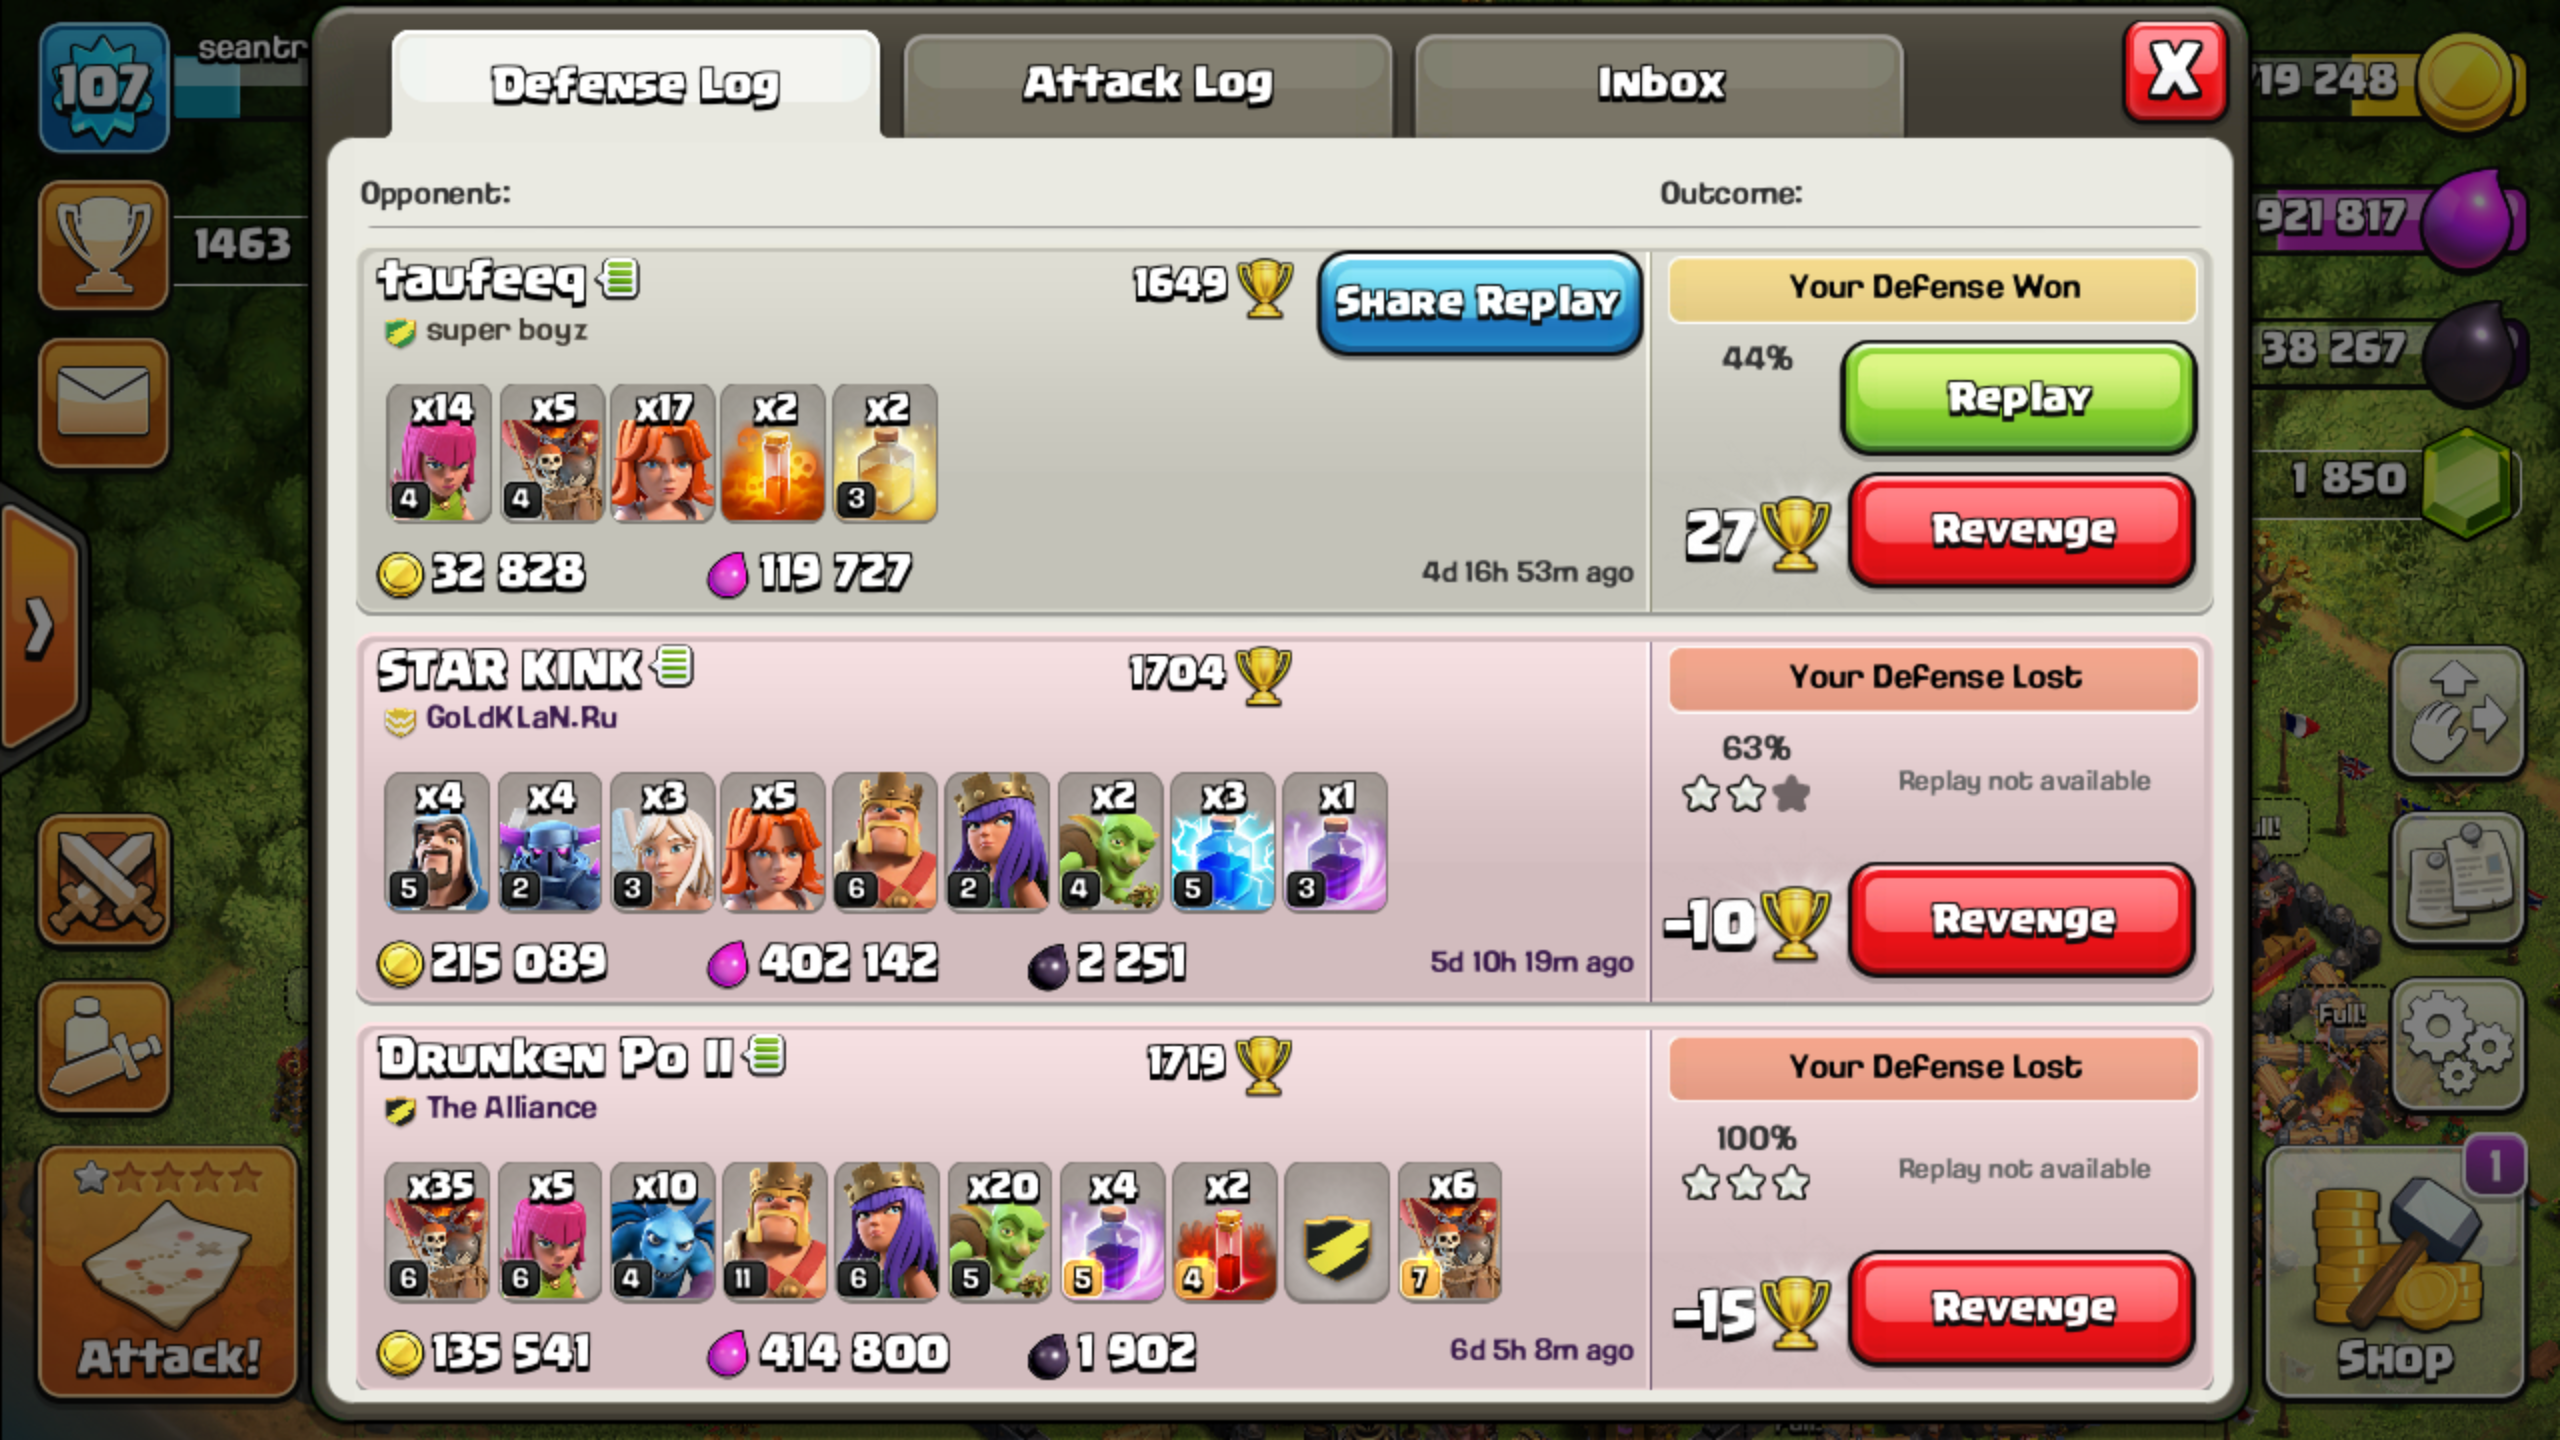 107
seantr
1463
Defense Log
Attack Log
Inbox
X
719 248
921 817
38 267
1 850
Opponent:
Outcome:
taufeeq
1649
Share Replay
super boyz
x14 x5 x17 x2 x2
4 4 3
32 828
119 727
4d 16h 53m ago
Your Defense Won
44%
Replay
27
Revenge
STAR KINK
1704
GoLdKLaN.Ru
x4 x4 x3 x5 x2 x3 x1
5 2 3 6 2 4 5 3
215 089
402 142
2 251
5d 10h 19m ago
Your Defense Lost
63%
Replay not available
-10
Revenge
Drunken Po II
1719
The Alliance
x35 x5 x10 x20 x4 x2 x6
6 6 4 11 6 5 5 4 7
135 541
414 800
1 902
6d 5h 8m ago
Your Defense Lost
100%
Replay not available
-15
Revenge
Attack!
Full!
1
Shop